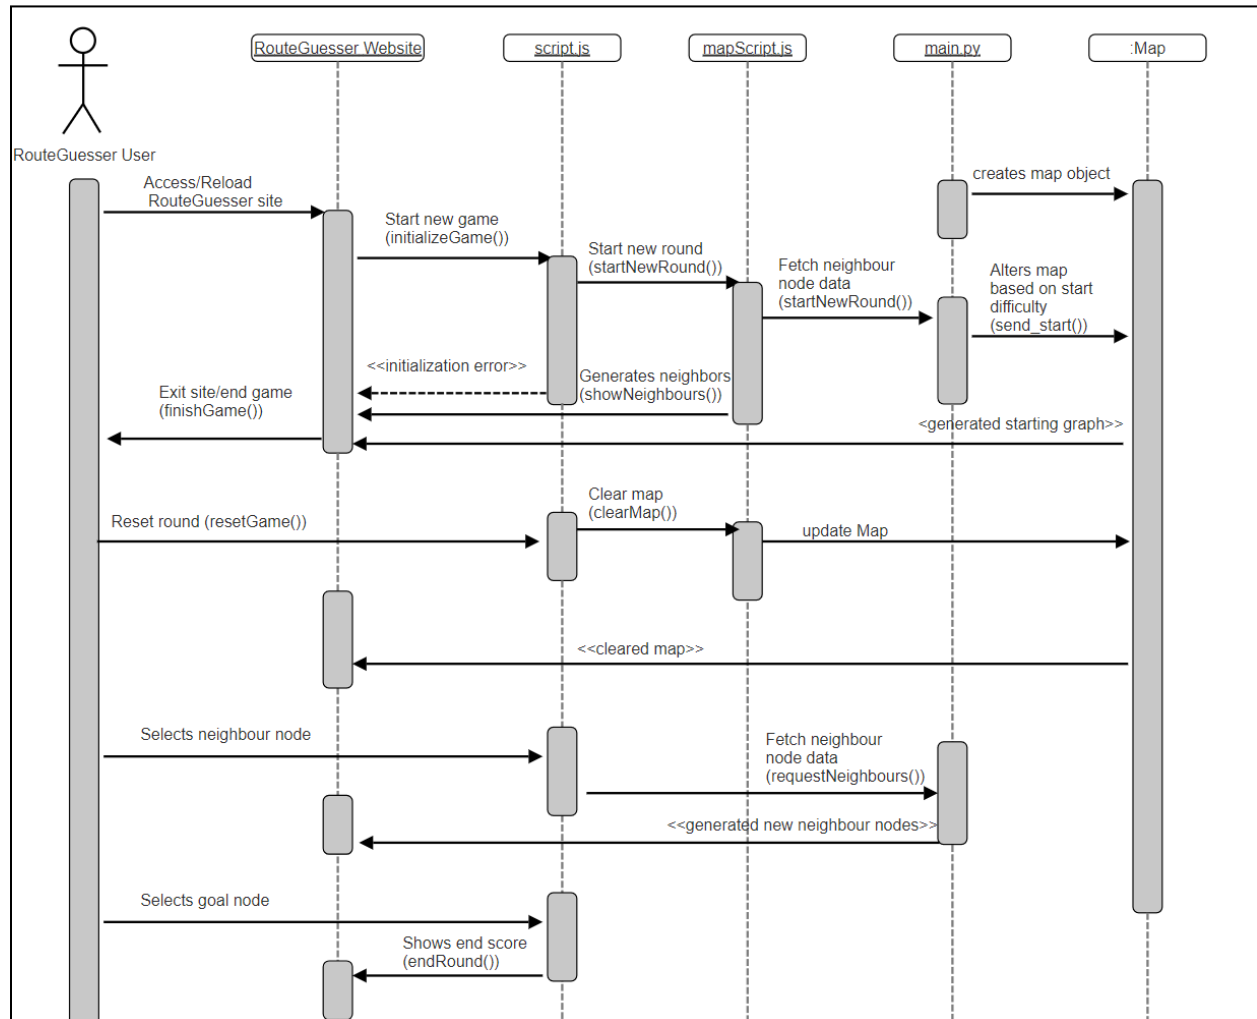 RouteGuesser Website
script.js
mapScript.js
main.py
:Map
RouteGuesser User
creates map object
Access/Reload
RouteGuesser site
Start new game
(initializeGame())
Start new round
(startNewRound())
Fetch neighbour
node data
(startNewRound())
Alters map
based on start
difficulty
(send_start())
<<initialization error>>
Generates neighbors
(showNeighbours())
Exit site/end game
(finishGame())
<generated starting graph>>
Clear map
(clearMap())
Reset round (resetGame())
update Map
<<cleared map>>
Selects neighbour node
Fetch neighbour
node data
(requestNeighbours())
<<generated new neighbour nodes>>
Selects goal node
Shows end score
(endRound())